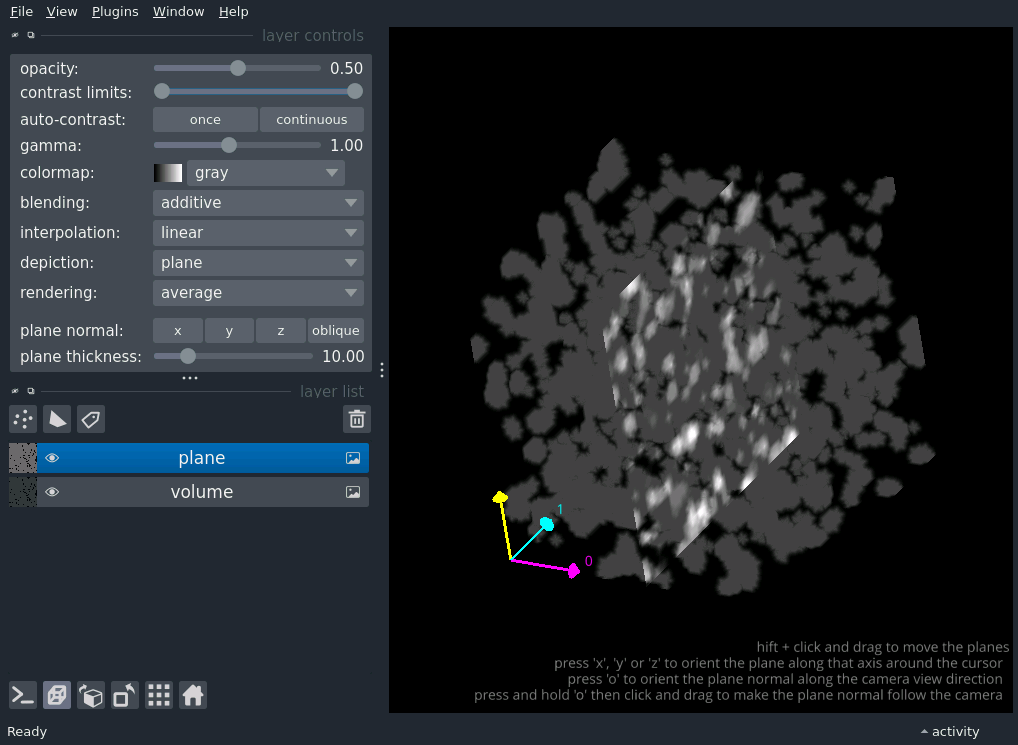 File View Plugins Window Help
layer controls
opacity: 0.50
contrast limits:
auto-contrast: once continuous
gamma: 1.00
colormap: gray
blending: additive
interpolation: linear
depiction: plane
rendering: average
plane normal: x y z oblique
plane thickness: 10.00
layer list
plane
volume
1
0
hift + click and drag to move the planes
press 'x', 'y' or 'z' to orient the plane along that axis around the cursor
press 'o' to orient the plane normal along the camera view direction
press and hold 'o' then click and drag to make the plane normal follow the camera
Ready activity